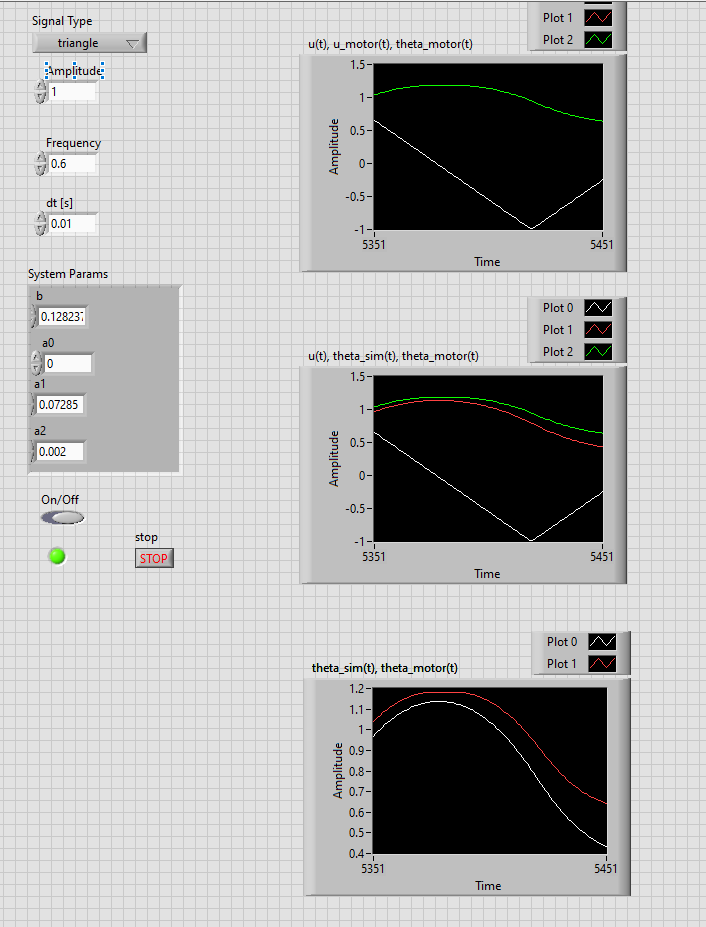 Signal Type
triangle
Amplitude
1
Frequency
0.6
dt [s]
0.01
System Params
b
0.128237
a0
0
a1
0.07285
a2
0.002
On/Off
stop
STOP
Plot 1
Plot 2
u(t), u_motor(t), theta_motor(t)
1.5
1
0.5
0
-0.5
-1
Amplitude
5351
5451
Time
Plot 0
Plot 1
Plot 2
u(t), theta_sim(t), theta_motor(t)
1.5
1
0.5
0
-0.5
-1
Amplitude
5351
5451
Time
Plot 0
Plot 1
theta_sim(t), theta_motor(t)
1.2
1.1
1
0.9
0.8
0.7
0.6
0.5
0.4
Amplitude
5351
5451
Time